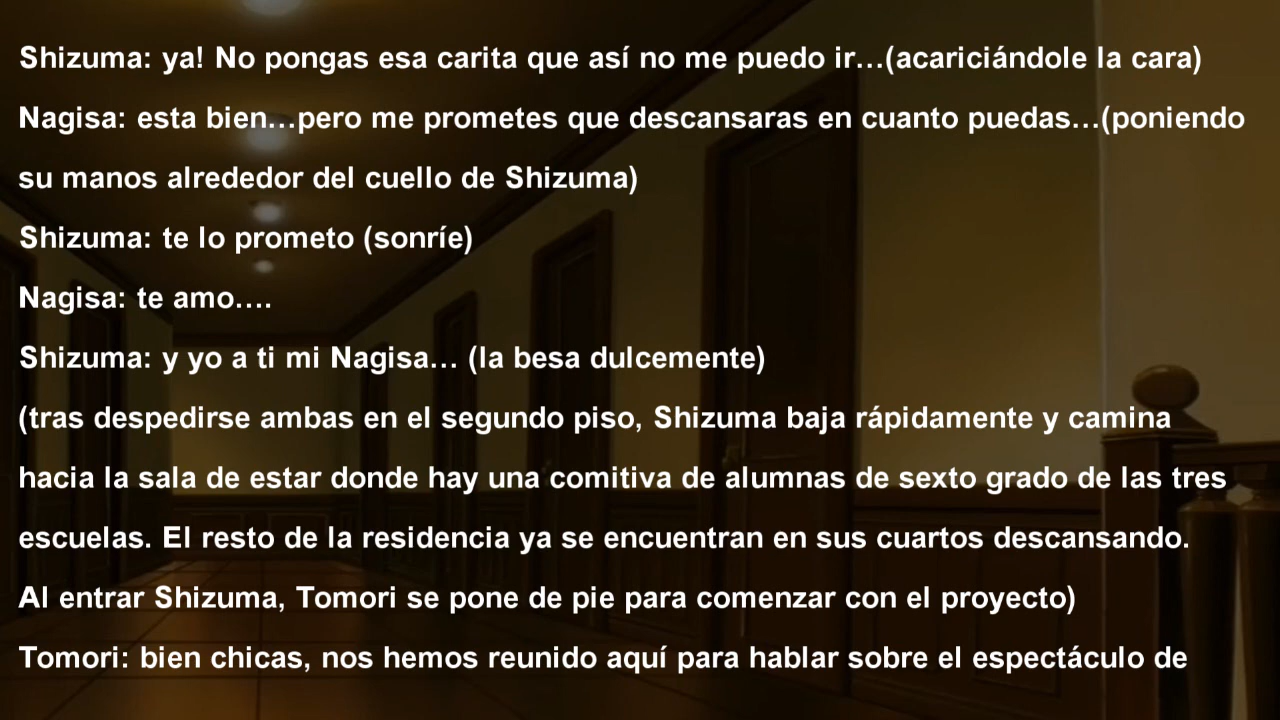 Shizuma: ya! No pongas esa carita que así no me puedo ir…(acariciándole la cara)
Nagisa: esta bien…pero me prometes que descansaras en cuanto puedas…(poniendo
su manos alrededor del cuello de Shizuma)
Shizuma: te lo prometo (sonríe)
Nagisa: te amo….
Shizuma: y yo a ti mi Nagisa… (la besa dulcemente)
(tras despedirse ambas en el segundo piso, Shizuma baja rápidamente y camina
hacia la sala de estar donde hay una comitiva de alumnas de sexto grado de las tres
escuelas. El resto de la residencia ya se encuentran en sus cuartos descansando.
Al entrar Shizuma, Tomori se pone de pie para comenzar con el proyecto)
Tomori: bien chicas, nos hemos reunido aquí para hablar sobre el espectáculo de